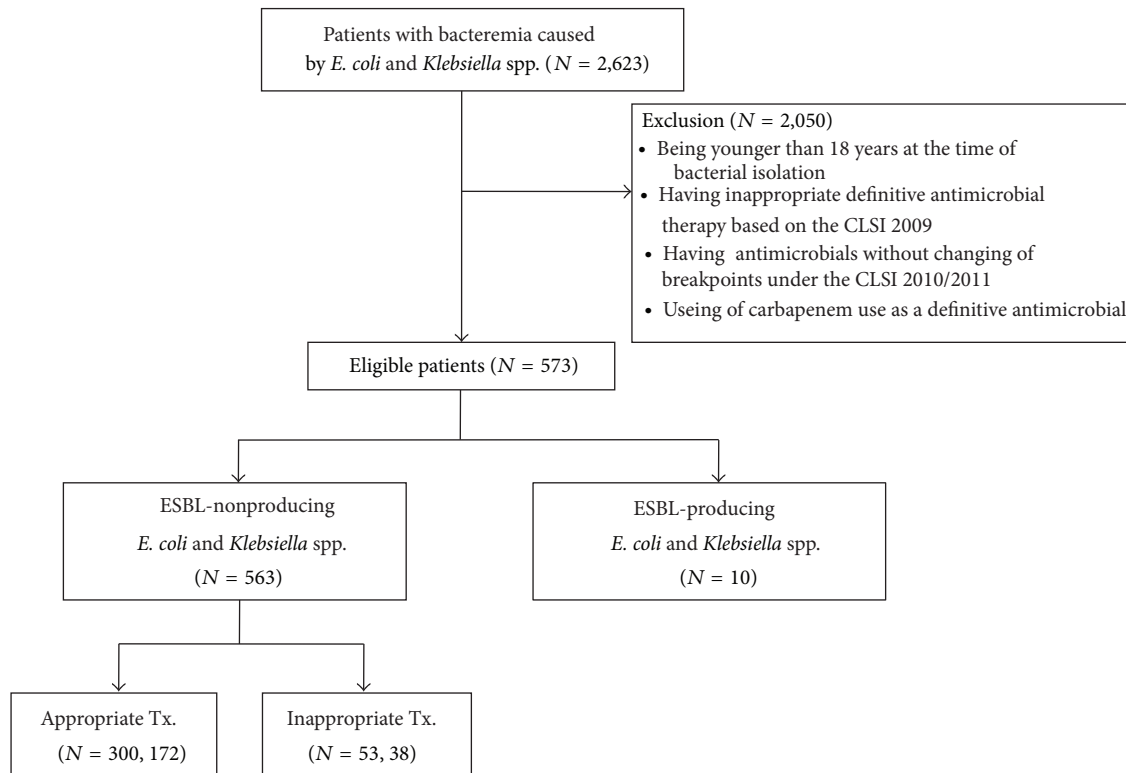 Patients with bacteremia caused
by E. coli and Klebsiella spp. (N = 2,623)
Exclusion (N = 2,050)
• Being younger than 18 years at the time of
bacterial isolation
• Having inappropriate definitive antimicrobial
therapy based on the CLSI 2009
• Having antimicrobials without changing of
breakpoints under the CLSI 2010/2011
• Useing of carbapenem use as a definitive antimicrobial
Eligible patients (N = 573)
ESBL-nonproducing
E. coli and Klebsiella spp.
(N = 563)
ESBL-producing
E. coli and Klebsiella spp.
(N = 10)
Appropriate Tx.
(N = 300, 172)
Inappropriate Tx.
(N = 53, 38)